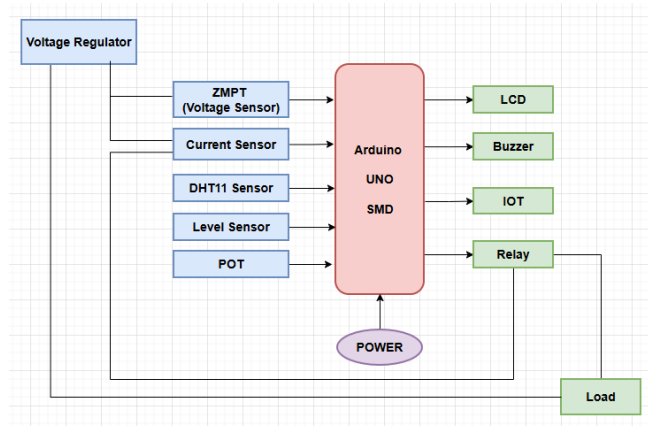 Voltage Regulator
ZMPT
(Voltage Sensor)
Current Sensor
DHT11 Sensor
Level Sensor
POT
Arduino
UNO
SMD
POWER
LCD
Buzzer
IOT
Relay
Load